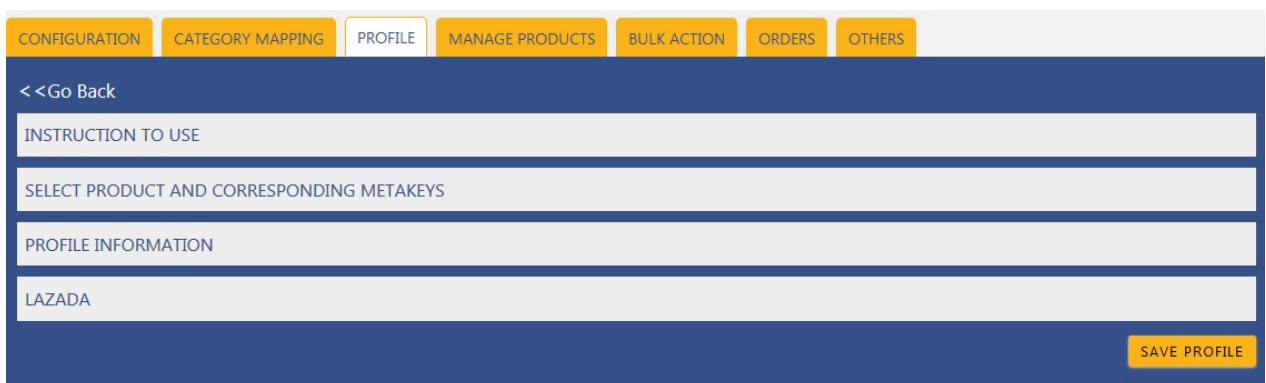 CONFIGURATION CATEGORY MAPPING PROFILE MANAGE PRODUCTS BULK ACTION ORDERS OTHERS
<<Go Back
INSTRUCTION TO USE
SELECT PRODUCT AND CORRESPONDING METAKEYS
PROFILE INFORMATION
LAZADA
SAVE PROFILE